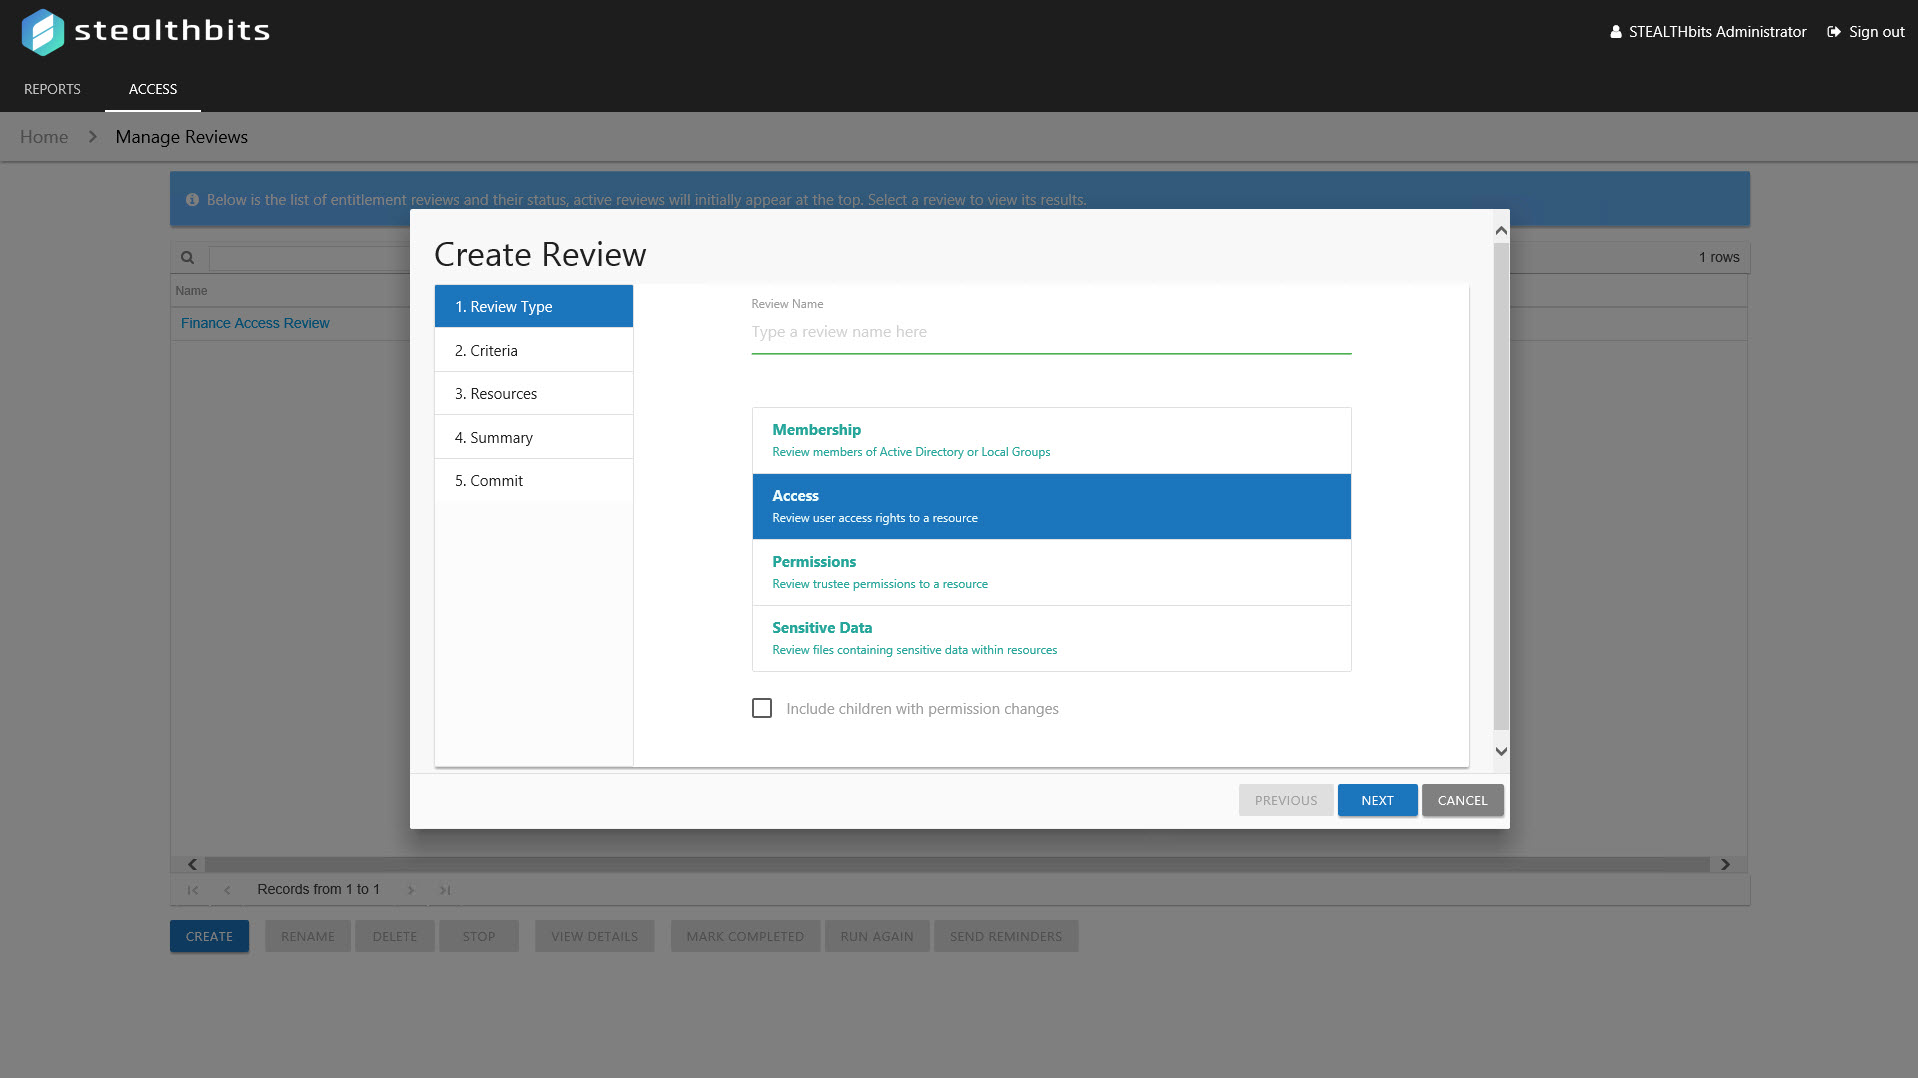 stealthbits
STEALTHbits Administrator
Sign out
REPORTS
ACCESS
Home
Manage Reviews
Below is the list of entitlement reviews and their status, active reviews will initially appear at the top. Select a review to view its results.
1 rows
Name
Finance Access Review
Create Review
1. Review Type
2. Criteria
3. Resources
4. Summary
5. Commit
Review Name
Type a review name here
Membership
Review members of Active Directory or Local Groups
Access
Review user access rights to a resource
Permissions
Review trustee permissions to a resource
Sensitive Data
Review files containing sensitive data within resources
Include children with permission changes
PREVIOUS
NEXT
CANCEL
Records from 1 to 1
CREATE
RENAME
DELETE
STOP
VIEW DETAILS
MARK COMPLETED
RUN AGAIN
SEND REMINDERS